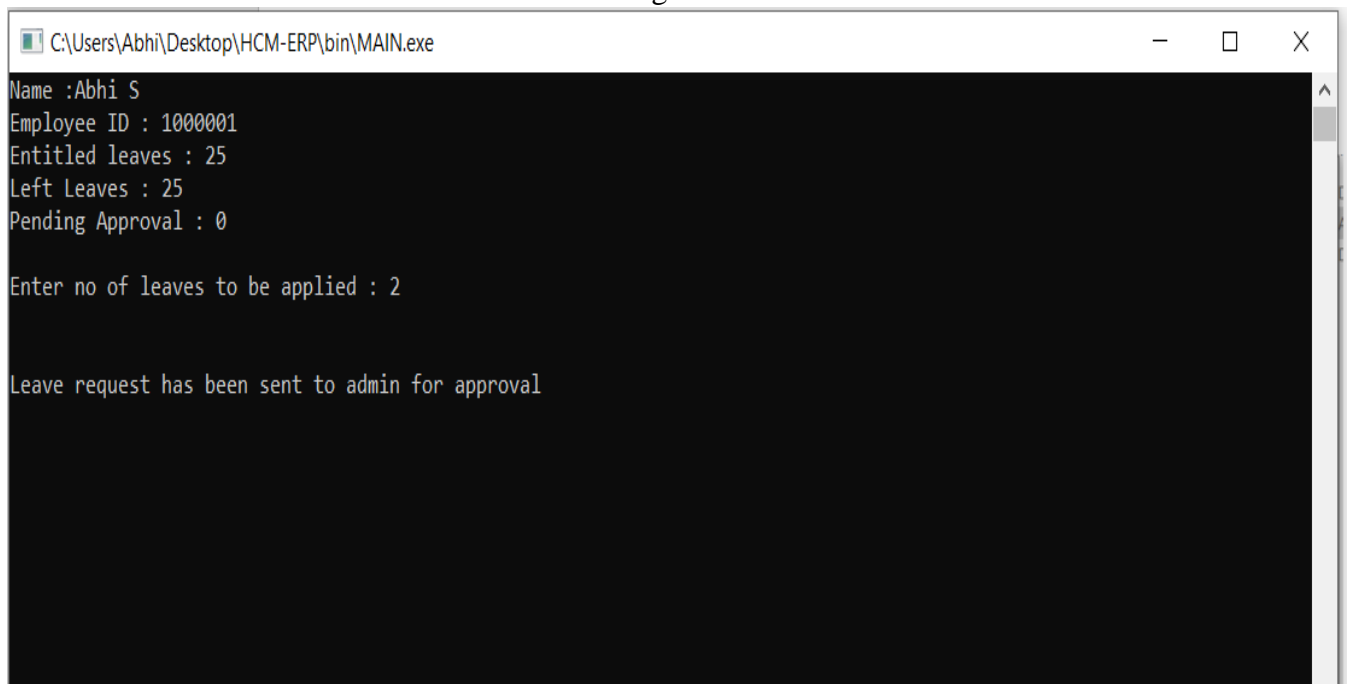 C:\Users\Abhi\Desktop\HCM-ERP\bin\MAIN.exe
Name :Abhi S
Employee ID : 1000001
Entitled leaves : 25
Left Leaves : 25
Pending Approval : 0
Enter no of leaves to be applied : 2
Leave request has been sent to admin for approval